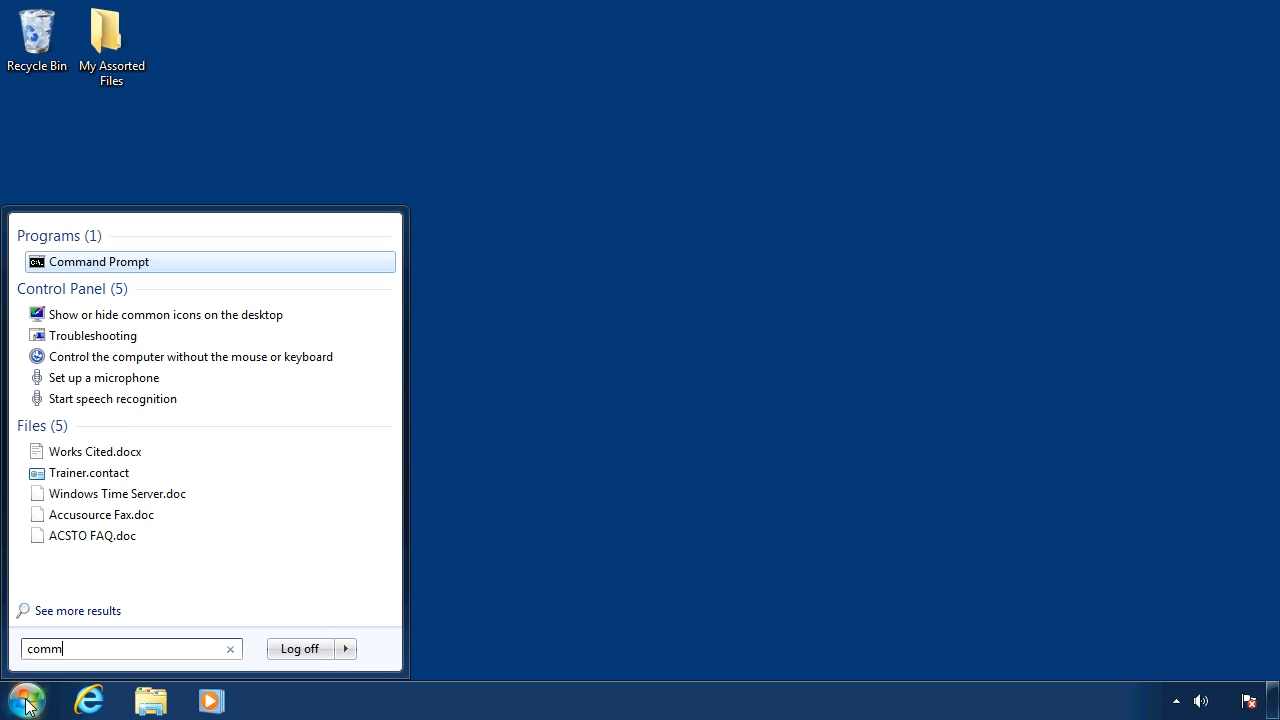 Recycle Bin
My Assorted
Files
Programs (1)
C:\.
Command Prompt
Control Panel (5)
Show or hide common icons on the desktop
Troubleshooting
Control the computer without the mouse or keyboard
Set up a microphone
Start speech recognition
Files (5)
Works Cited.docx
Trainer.contact
Windows Time Server.doc
Accusource Fax.doc
ACSTO FAQ.doc
See more results
comm
Log off